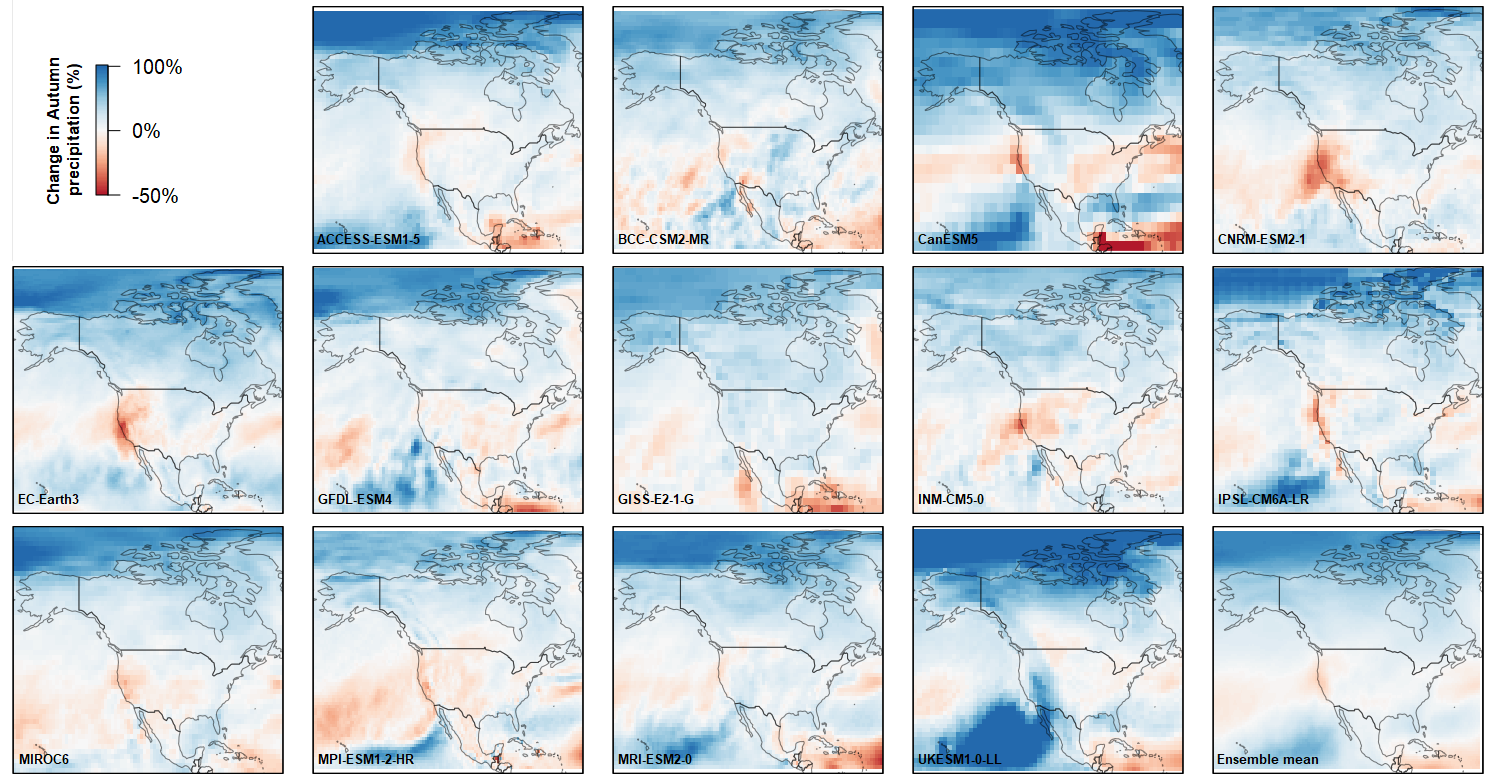 Change in Autumn
precipitation (%)
100%
0%
-50%
ACCESS-ESM1-5
BCC-CSM2-MR
CanESM5
CNRM-ESM2-1
EC-Earth3
GFDL-ESM4
GISS-E2-1-G
INM-CM5-0
IPSL-CM6A-LR
MIROC6
MPI-ESM1-2-HR
MRI-ESM2-0
UKESM1-0-LL
Ensemble mean